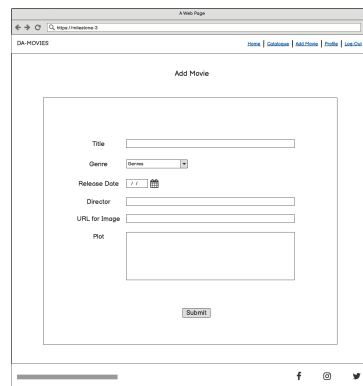 A Web Page
https://milestone-3
DA-MOVIES
Home | Catalogue | Add Movie | Profile | Log Out
Add Movie
Title
Genre Genres
Release Date / /
Director
URL for Image
Plot
Submit